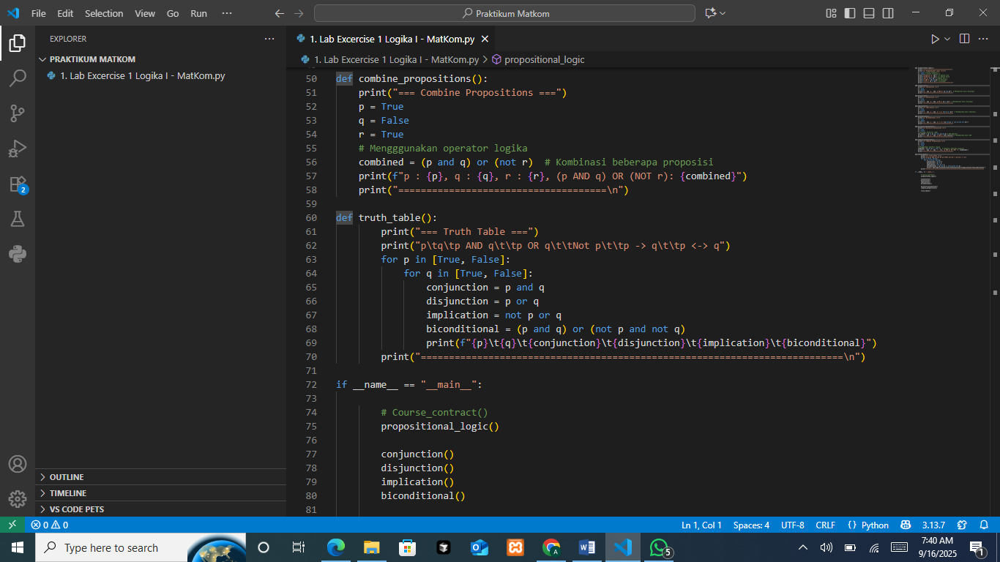 File Edit Selection View Go Run ··· Praktikum Matkom
EXPLORER ···
PRAKTIKUM MATKOM
1. Lab Excercise 1 Logika I - MatKom.py
1. Lab Excercise 1 Logika I - MatKom.py
1. Lab Excercise 1 Logika I - MatKom.py > propositional_logic
50 def combine_propositions():
51 print("=== Combine Propositions ===")
52 p = True
53 q = False
54 r = True
55 # Mengggunakan operator logika
56 combined = (p and q) or (not r)  # Kombinasi beberapa proposisi
57 print(f"p : {p}, q : {q}, r : {r}, (p AND q) OR (NOT r): {combined}")
58 print("=====================================\n")
59
60 def truth_table():
61 print("=== Truth Table ===")
62 print("p\tq\tp AND q\t\tp OR q\t\tNot p\t\tp -> q\t\tp <-> q")
63 for p in [True, False]:
64 for q in [True, False]:
65 conjunction = p and q
66 disjunction = p or q
67 implication = not p or q
68 biconditional = (p and q) or (not p and not q)
69 print(f"{p}\t{q}\t{conjunction}\t{disjunction}\t{implication}\t{biconditional}")
70 print("===========================================================================\n")
71
72 if __name__ == "__main__":
73
74 # Course_contract()
75 propositional_logic()
76
77 conjunction()
78 disjunction()
79 implication()
80 biconditional()
81
2
OUTLINE
TIMELINE
VS CODE PETS
0 0 Ln 1, Col 1 Spaces: 4 UTF-8 CRLF {} Python 3.13.7
Type here to search
5
7:40 AM
9/16/2025
1